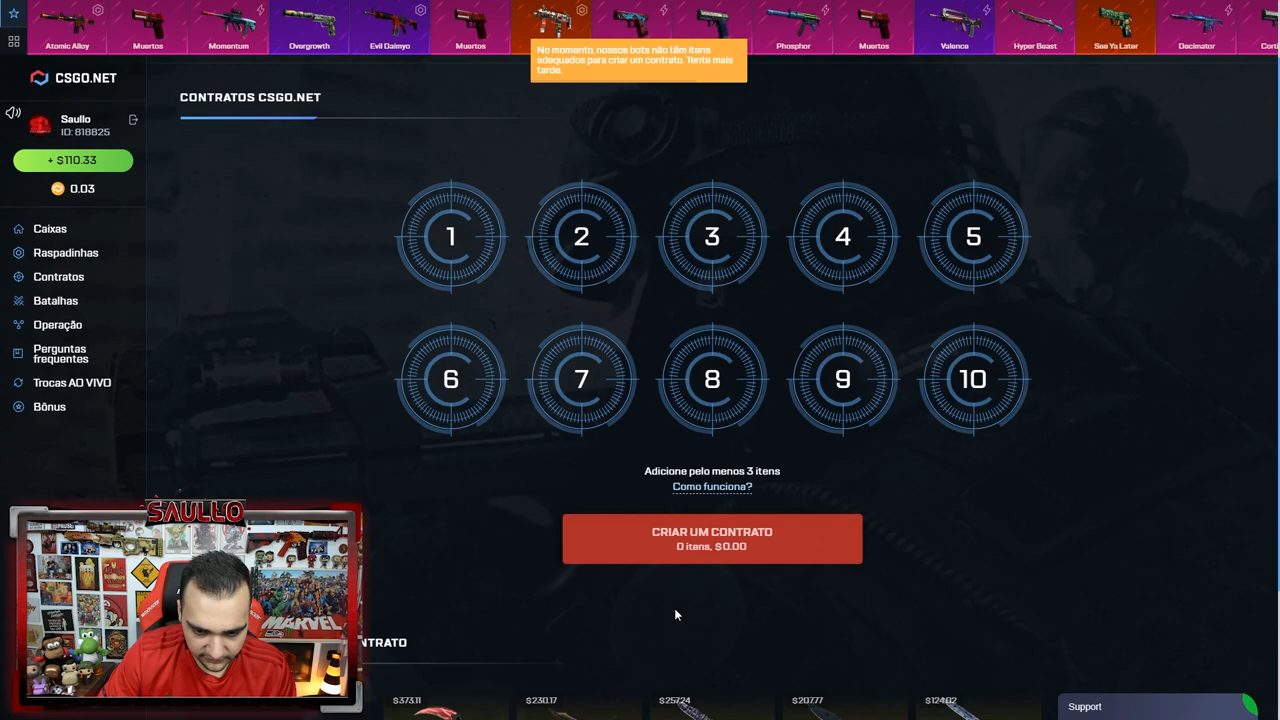 Atomic Alloy
Muertos
Momentum
Overgrowth
Evil Daimyo
Muertos
Phosphor
Muertos
Valence
Hyper Beast
See Ya Later
Decimator
No momento, nossos bots não têm itens
adequados para criar um contrato. Tente mais
tarde.
CSGO.NET
CONTRATOS CSGO.NET
Saullo
ID: 818825
+ $110.33
0.03
Caixas
Raspadinhas
Contratos
Batalhas
Operação
Perguntas
frequentes
Trocas AO VIVO
Bônus
1
2
3
4
5
6
7
8
9
10
Adicione pelo menos 3 itens
Como funciona?
CRIAR UM CONTRATO
0 itens, $0.00
SAULLO
MARVEL
NTRATO
$373.11
$230.17
$257.24
$207.77
$124.02
Support